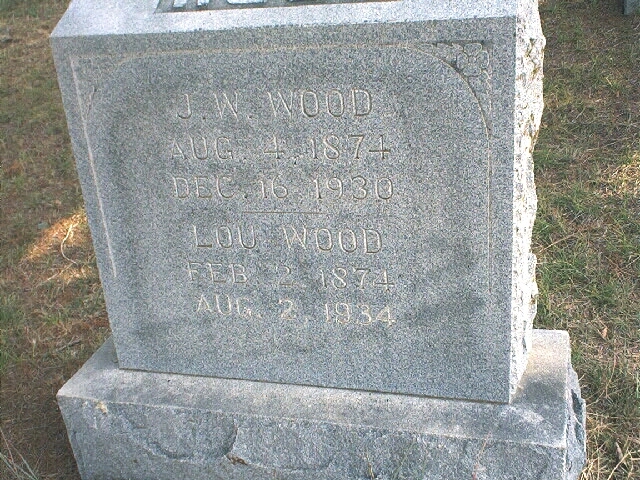 J. W. WOOD
AUG. 4, 1874
DEC. 16, 1930
LOU WOOD
FEB. 2, 1874
AUG. 2, 1934